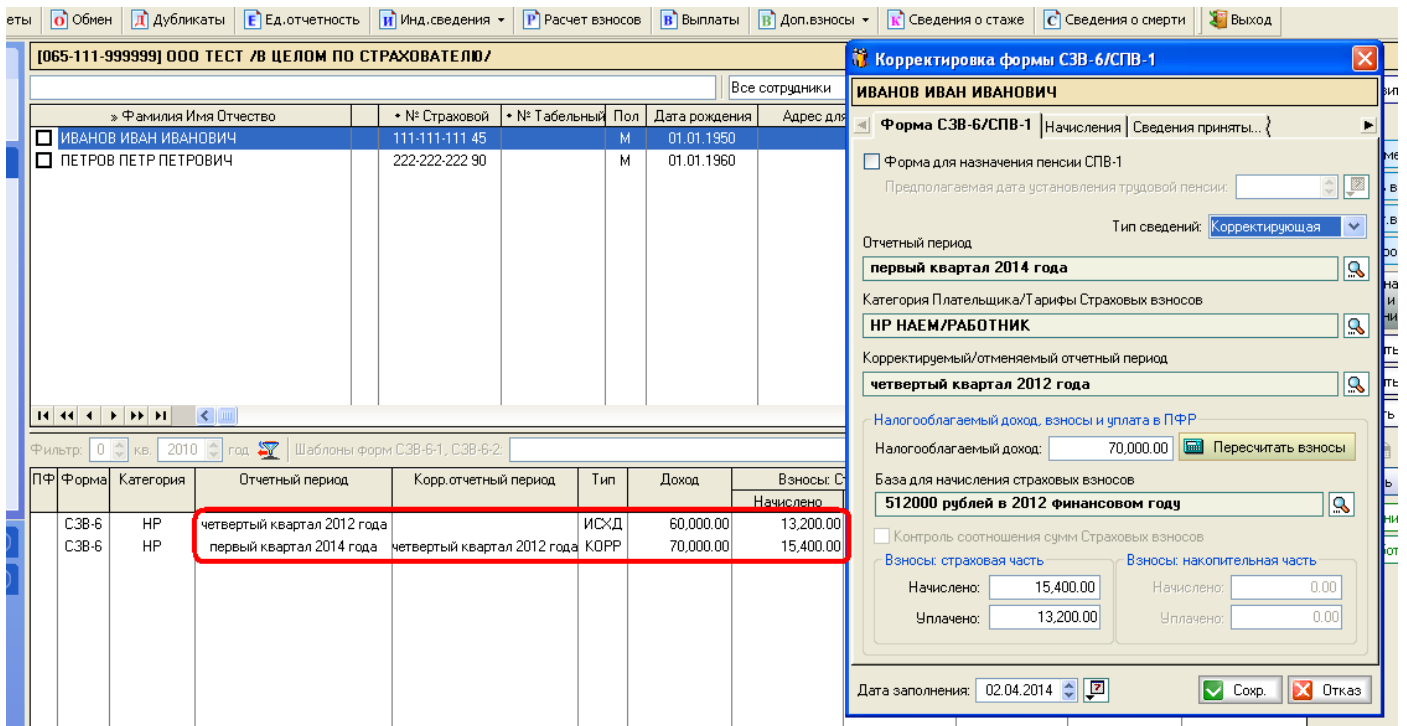 еты О Обмен Д Дубликаты Е Ед.отчетность И Инд.сведения Р Расчет взносов В Выплаты В Доп.взносы К Сведения о стаже С Сведения о смерти Выход
[065-111-999999] ООО ТЕСТ /В ЦЕЛОМ ПО СТРАХОВАТЕЛЮ/
Все сотрудники
» Фамилия Имя Отчество • № Страховой • № Табельный Пол Дата рождения Адрес для
ИВАНОВ ИВАН ИВАНОВИЧ 111-111-111 45 М 01.01.1950
ПЕТРОВ ПЕТР ПЕТРОВИЧ 222-222-222 90 М 01.01.1960
Фильтр: 0 кв. 2010 год Шаблоны форм СЗВ-6-1, СЗВ-6-2:
ПФ Форма Категория Отчетный период Корр.отчетный период Тип Доход Взносы: С
Начислено
СЗВ-6 НР четвертый квартал 2012 года ИСХД 60,000.00 13,200.00
СЗВ-6 НР первый квартал 2014 года четвертый квартал 2012 года КОРР 70,000.00 15,400.00
Корректировка формы СЗВ-6/СПВ-1
ИВАНОВ ИВАН ИВАНОВИЧ
Форма СЗВ-6/СПВ-1 Начисления Сведения приняты...
Форма для назначения пенсии СПВ-1
Предполагаемая дата установления трудовой пенсии:
Тип сведений: Корректирующая
Отчетный период
первый квартал 2014 года
Категория Плательщика/Тарифы Страховых взносов
НР НАЕМ/РАБОТНИК
Корректируемый/отменяемый отчетный период
четвертый квартал 2012 года
Налогооблагаемый доход, взносы и уплата в ПФР
Налогооблагаемый доход: 70,000.00 Пересчитать взносы
База для начисления страховых взносов
512000 рублей в 2012 финансовом году
Контроль соотношения сумм Страховых взносов
Взносы: страховая часть Взносы: накопительная часть
Начислено: 15,400.00 Начислено: 0.00
Уплачено: 13,200.00 Уплачено: 0.00
Дата заполнения: 02.04.2014 Сохр. Отказ